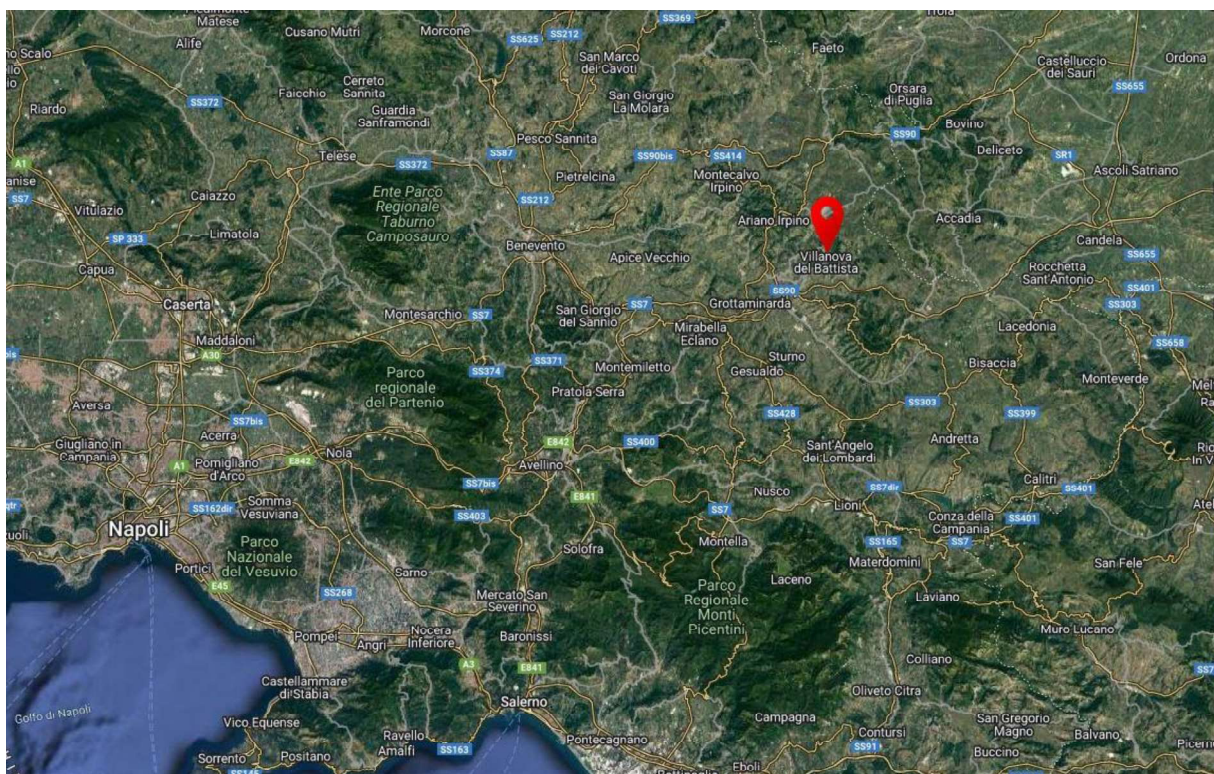 Matese
SS369
Alife
Cusano Mutri
Morcone
SS625
SS212
Faeto
San Marco
dei Cavoti
Castelluccio
dei Sauri
Ordona
Riardo
SS372
Cerreto
Sannita
Faicchio
Guardia
Sanframondi
San Giorgio
La Molara
Orsara
di Puglia
SS655
Pesco Sannita
SS90
Bovino
Deliceto
A1
Telese
SS372
SS87
SS90bis
SS414
SR1
Ascoli Satriano
SS7
Vitulazio
Caiazzo
Ente Parco
Regionale
Taburno
Camposauro
Pietrelcina
SS212
Montecalvo
Irpino
Ariano Irpino
Accadia
SP 333
Limatola
Benevento
Apice Vecchio
Villanova
del Battista
Candela
SS655
Capua
Rocchetta
Sant'Antonio
SS401
Caserta
Montesarchio
SS7
San Giorgio
del Sannio
SS7
SS90
Grottaminarda
SS303
Maddaloni
Mirabella
Eclano
Lacedonia
A30
SS374
SS371
Montemiletto
Sturno
Gesualdo
Bisaccia
SS658
Parco
regionale
del Partenio
Pratola Serra
Monteverde
Aversa
SS7bis
SS428
SS303
SS399
Giugliano in
Campania
Acerra
E842
SS400
Sant'Angelo
dei Lombardi
Andretta
A1
Pomigliano
d'Arco
E842
Nola
Avellino
SS7bis
E841
Nusco
SS7dir
Calitri
SS401
SS162dir
Somma
Vesuviana
SS403
SS7
Lioni
Conza della
Campania
SS401
Napoli
Parco
Nazionale
del Vesuvio
Solofra
Montella
SS165
SS7
Portici
E45
Sarno
Materdomini
San Fele
SS268
Mercato San
Severino
Parco
Regionale
Monti
Picentini
Laceno
Laviano
Pompei
Angri
Nocera
Inferiore
Baronissi
Muro Lucano
A3
E841
Colliano
Castellammare
di Stabia
Salerno
Oliveto Citra
Golfo di Napoli
Vico Equense
Ravello
Amalfi
SS163
Pontecagnano
Campagna
Contursi
SS91
San Gregorio
Magno
Balvano
Buccino
Sorrento
SS145
Positano
Eboli